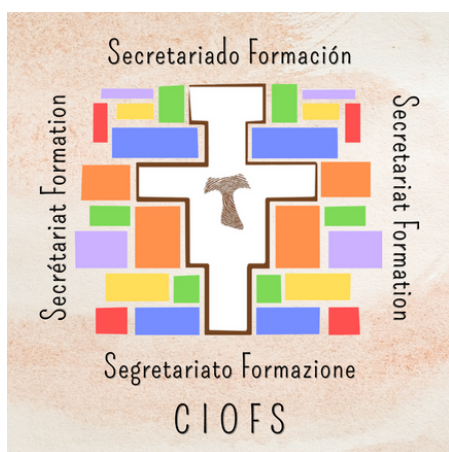 Secretariado Formación
Secrétariat Formation
Secretariat Formation
Segretariato Formazione
CIOFS